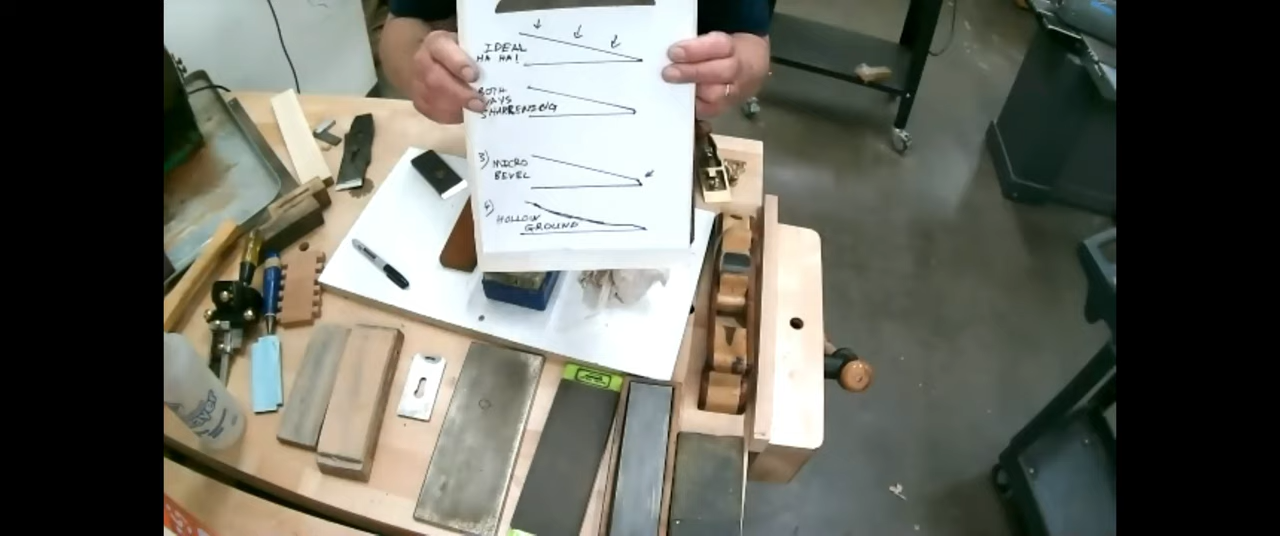 IDEAL
HA HA!
BOTH
WAYS
SHARPENING
3) MICRO
BEVEL
4) HOLLOW
GROUND